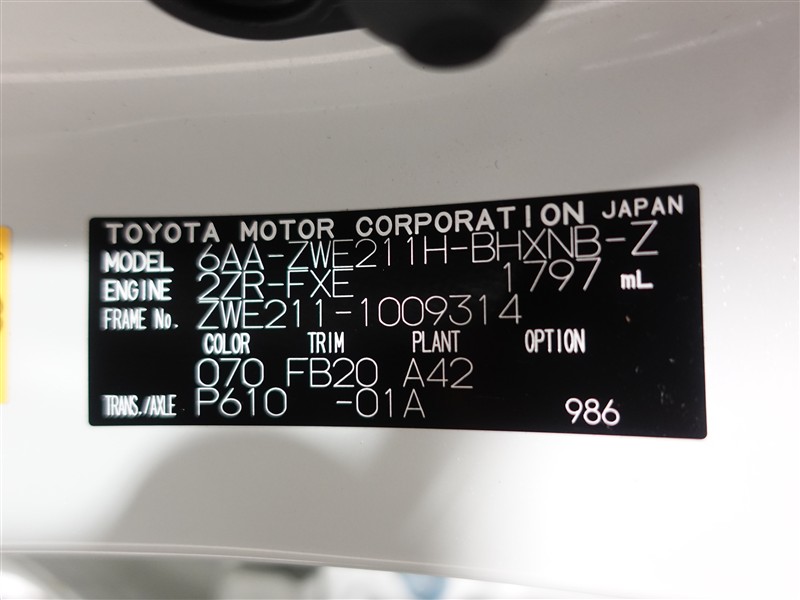 TOYOTA MOTOR CORPORATION JAPAN
MODEL 6AA-ZWE211H-BHXNB-Z
ENGINE 2ZR-FXE 1797 mL
FRAME No. ZWE211-1009314
COLOR TRIM PLANT OPTION
070 FB20 A42
TRANS./AXLE P610 -01A 986